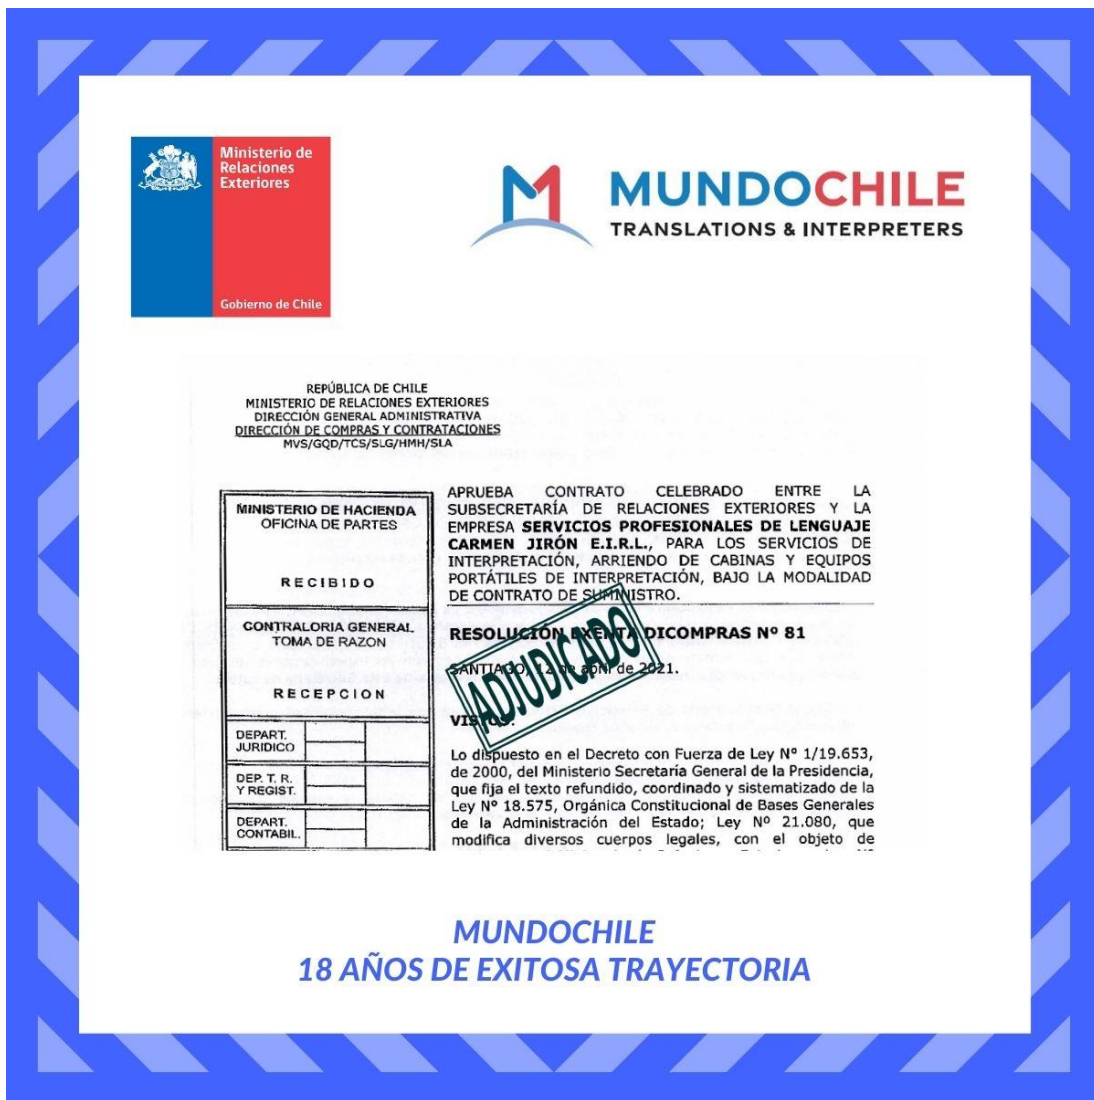 Ministerio de
Relaciones
Exteriores
Gobierno de Chile
MUNDOCHILE
TRANSLATIONS & INTERPRETERS
REPÚBLICA DE CHILE
MINISTERIO DE RELACIONES EXTERIORES
DIRECCIÓN GENERAL ADMINISTRATIVA
DIRECCIÓN DE COMPRAS Y CONTRATACIONES
MVS/GQD/TCS/SLG/HMH/SLA
MINISTERIO DE HACIENDA
OFICINA DE PARTES
RECIBIDO
CONTRALORIA GENERAL
TOMA DE RAZON
RECEPCION
DEPART.
JURIDICO
DEP. T. R.
Y REGIST.
DEPART.
CONTABIL.
APRUEBA CONTRATO CELEBRADO ENTRE LA
SUBSECRETARÍA DE RELACIONES EXTERIORES Y LA
EMPRESA SERVICIOS PROFESIONALES DE LENGUAJE
CARMEN JIRÓN E.I.R.L., PARA LOS SERVICIOS DE
INTERPRETACIÓN, ARRIENDO DE CABINAS Y EQUIPOS
PORTÁTILES DE INTERPRETACIÓN, BAJO LA MODALIDAD
DE CONTRATO DE SUMINISTRO.
RESOLUCIÓN EXENTA DICOMPRAS Nº 81
SANTIAGO, 12 de abril de 2021.
ADJUDICADO
VISTOS:
Lo dispuesto en el Decreto con Fuerza de Ley Nº 1/19.653,
de 2000, del Ministerio Secretaría General de la Presidencia,
que fija el texto refundido, coordinado y sistematizado de la
Ley Nº 18.575, Orgánica Constitucional de Bases Generales
de la Administración del Estado; Ley Nº 21.080, que
modifica diversos cuerpos legales, con el objeto de
MUNDOCHILE
18 AÑOS DE EXITOSA TRAYECTORIA